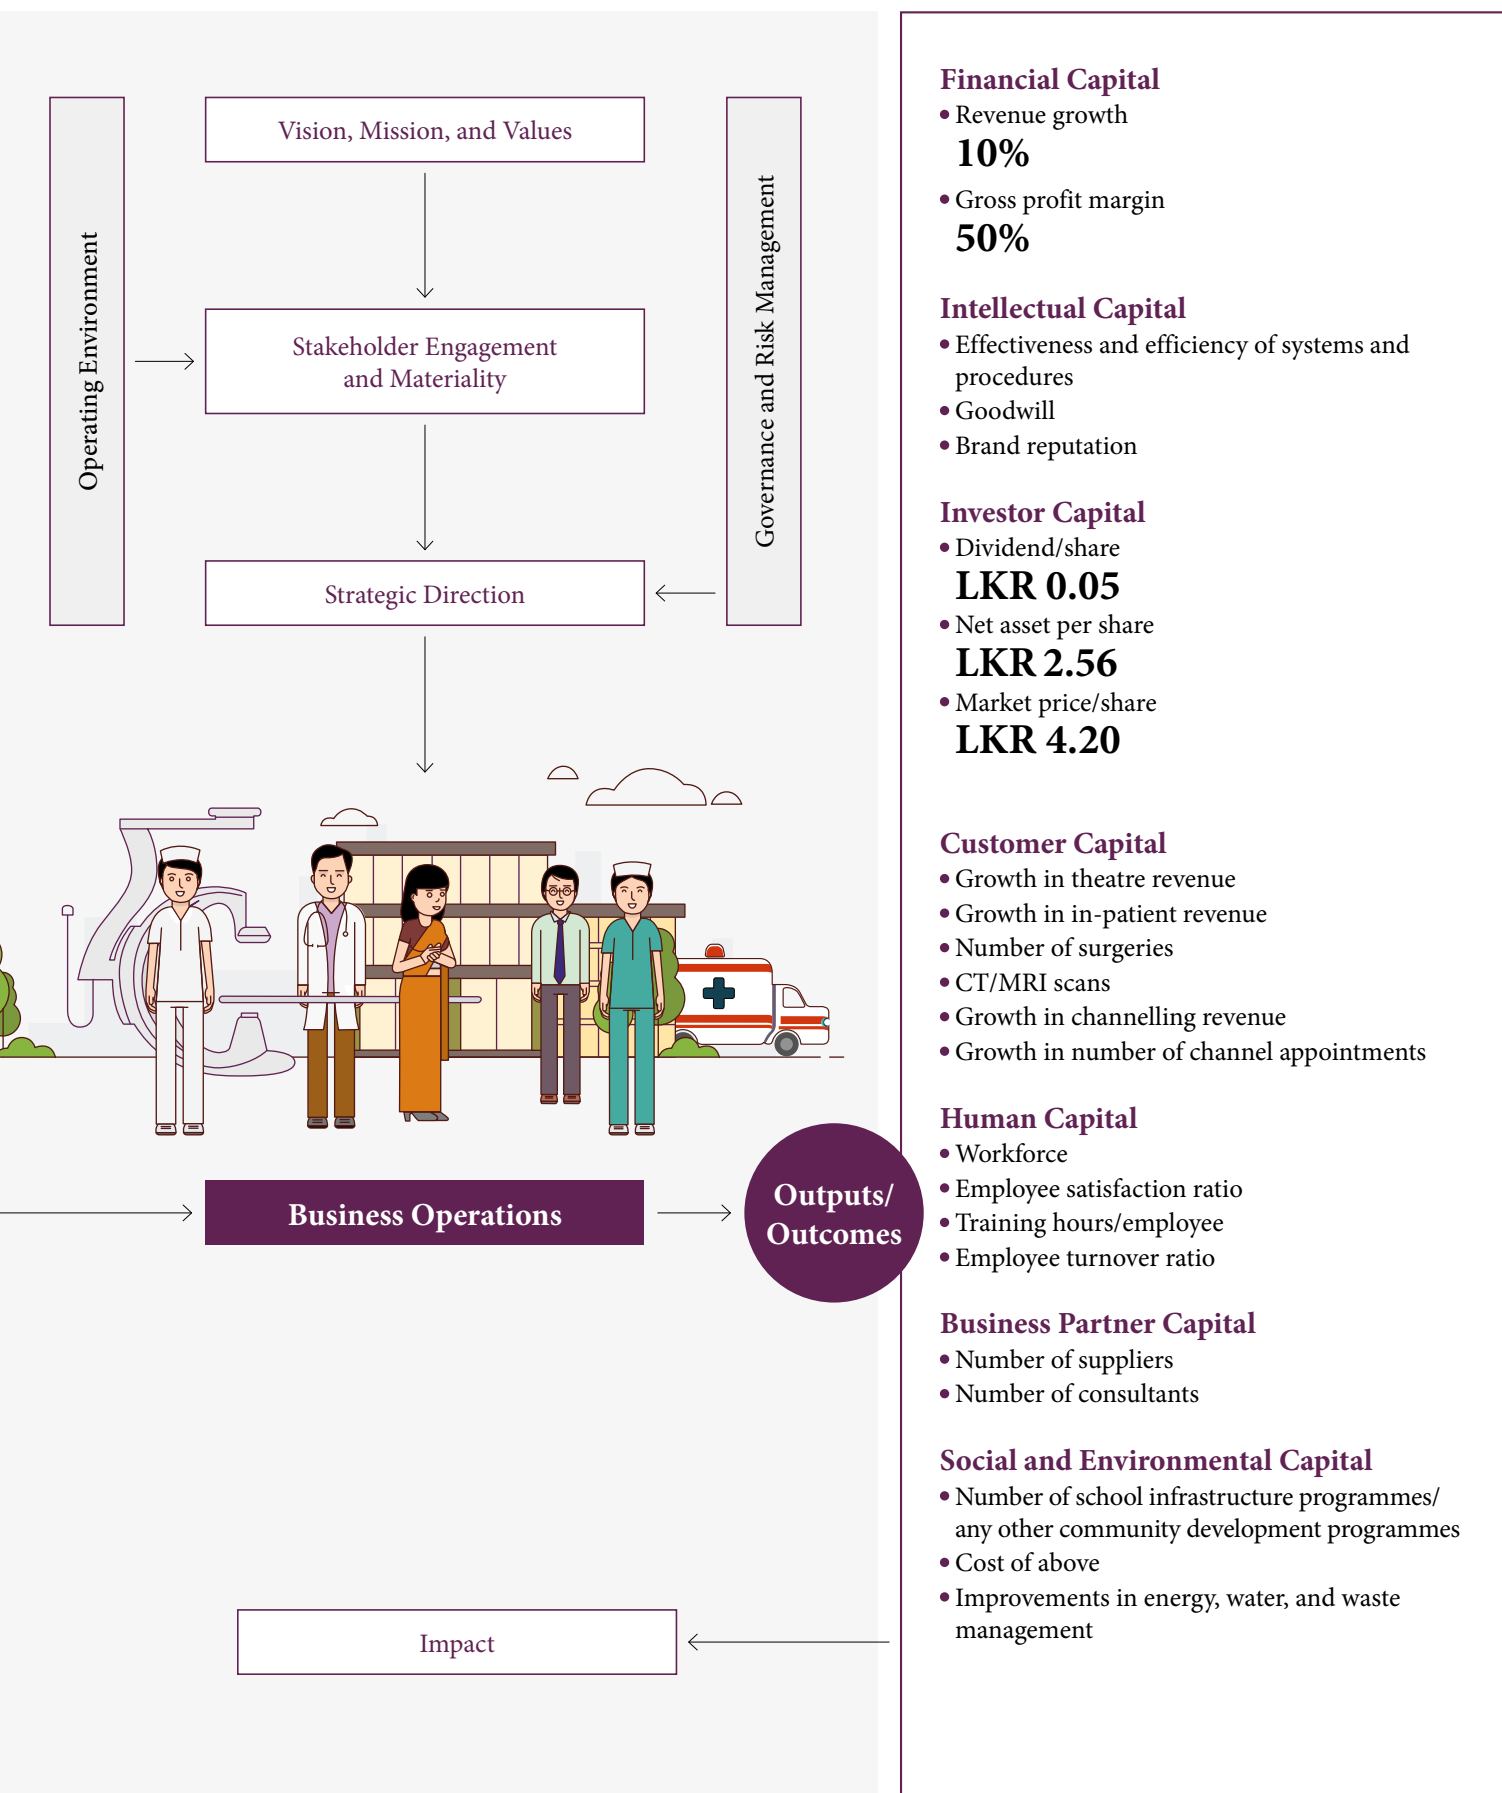 Operating Environment
Vision, Mission, and Values
Stakeholder Engagement
and Materiality
Strategic Direction
Governance and Risk Management
Business Operations
Outputs/
Outcomes
Impact
Financial Capital
• Revenue growth
10%
• Gross profit margin
50%
Intellectual Capital
• Effectiveness and efficiency of systems and
procedures
• Goodwill
• Brand reputation
Investor Capital
• Dividend/share
LKR 0.05
• Net asset per share
LKR 2.56
• Market price/share
LKR 4.20
Customer Capital
• Growth in theatre revenue
• Growth in in-patient revenue
• Number of surgeries
• CT/MRI scans
• Growth in channelling revenue
• Growth in number of channel appointments
Human Capital
• Workforce
• Employee satisfaction ratio
• Training hours/employee
• Employee turnover ratio
Business Partner Capital
• Number of suppliers
• Number of consultants
Social and Environmental Capital
• Number of school infrastructure programmes/
any other community development programmes
• Cost of above
• Improvements in energy, water, and waste
management